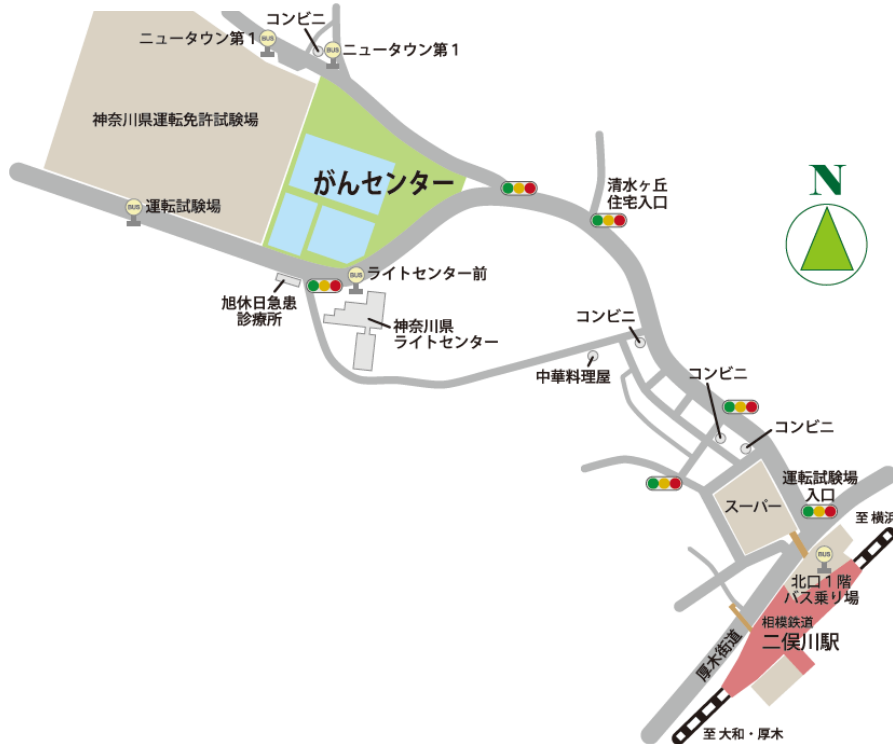 コンビニ
ニュータウン第1
BUS
BUS
ニュータウン第1
神奈川県運転免許試験場
がんセンター
N
清水ヶ丘
住宅入口
BUS
運転試験場
BUS
ライトセンター前
旭休日急患
診療所
神奈川県
ライトセンター
コンビニ
中華料理屋
コンビニ
コンビニ
運転試験場
入口
スーパー
至 横浜
BUS
北口1階
バス乗り場
相模鉄道
二俣川駅
厚木街道
至 大和・厚木